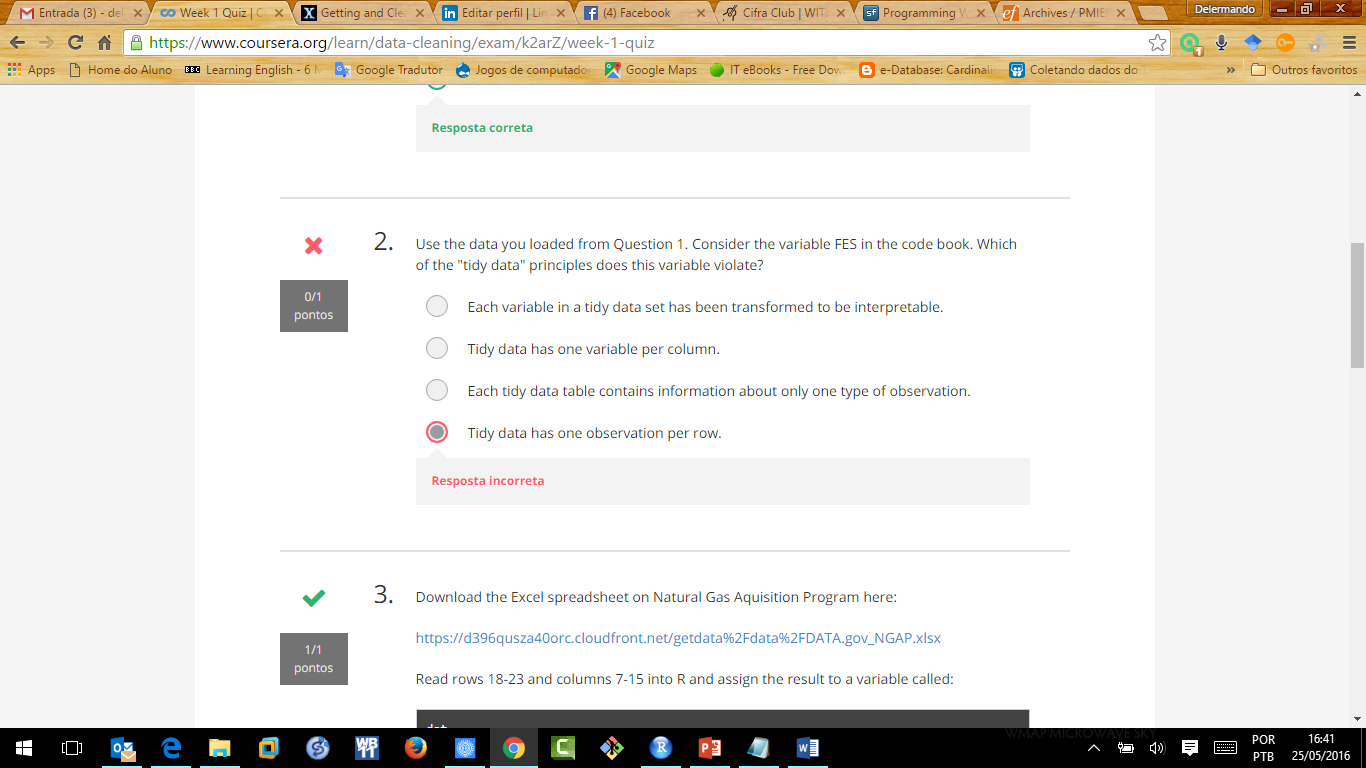 Entrada (3) - del
Week 1 Quiz | C
Getting and Cle
Editar perfil | Lin
(4) Facebook
Cifra Club | WIT
Programming W
Archives / PMIE
Delermando
https://www.coursera.org/learn/data-cleaning/exam/k2arZ/week-1-quiz
Apps
Home do Aluno
BBC Learning English - 6 M
Google Tradutor
Jogos de computado
Google Maps
IT eBooks - Free Dow
e-Database: Cardinali
Coletando dados do
»
Outros favoritos
Resposta correta
0/1
pontos
2.
Use the data you loaded from Question 1. Consider the variable FES in the code book. Which
of the "tidy data" principles does this variable violate?
Each variable in a tidy data set has been transformed to be interpretable.
Tidy data has one variable per column.
Each tidy data table contains information about only one type of observation.
Tidy data has one observation per row.
Resposta incorreta
1/1
pontos
3.
Download the Excel spreadsheet on Natural Gas Aquisition Program here:
https://d396qusza40orc.cloudfront.net/getdata%2Fdata%2FDATA.gov_NGAP.xlsx
Read rows 18-23 and columns 7-15 into R and assign the result to a variable called:
dat
WMAP MICROWAVE SKY
POR
PTB
16:41
25/05/2016